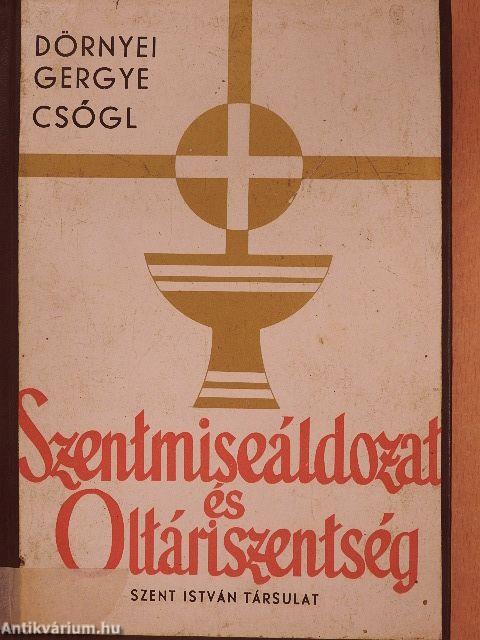 DÖRNYEI
GERGYE
CSÓGL
Szentmiseáldozat
és
Oltáriszentség
SZENT ISTVÁN TÁRSULAT
Antikvárium.hu